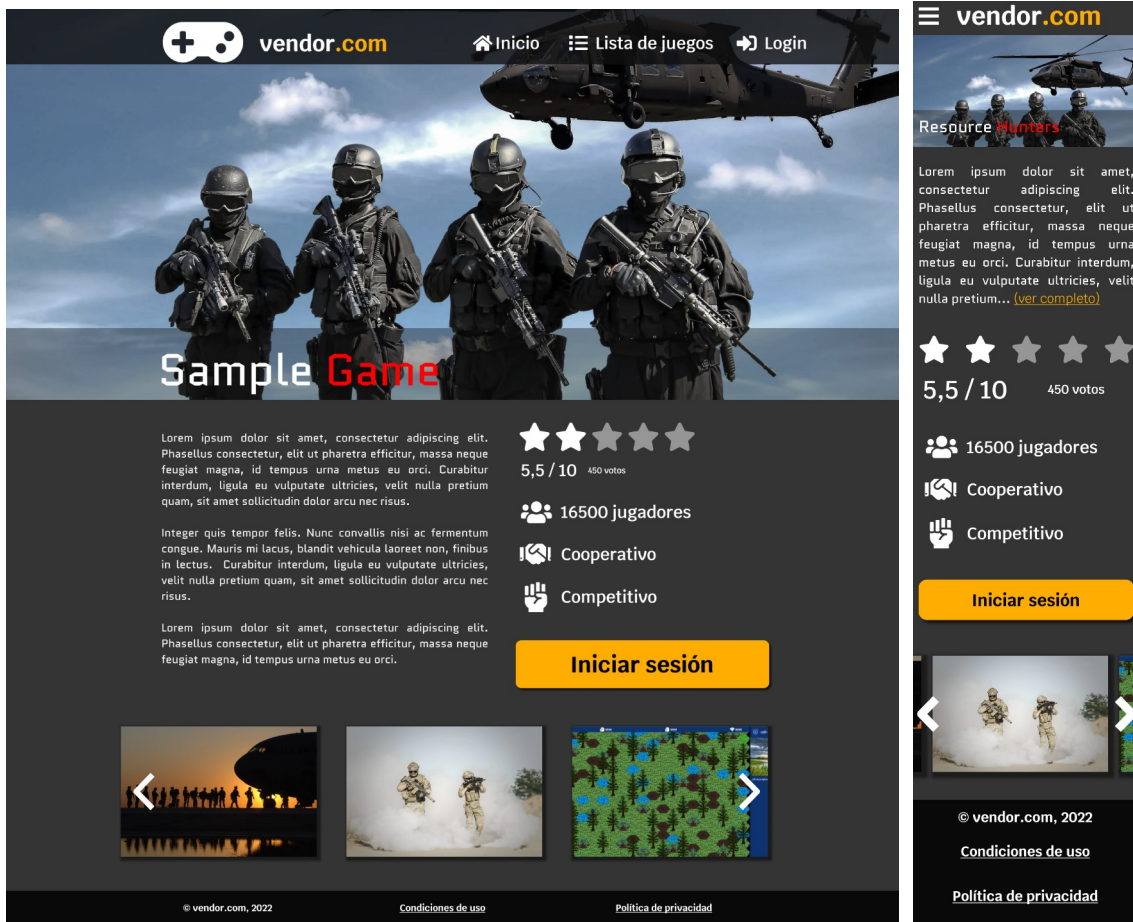 vendor.com
Inicio
Lista de juegos
Login
Sample Game
Lorem ipsum dolor sit amet, consectetur adipiscing elit.
Phasellus consectetur, elit ut pharetra efficitur, massa neque
feugiat magna, id tempus urna metus eu orci. Curabitur
interdum, ligula eu vulputate ultricies, velit nulla pretium
quam, sit amet sollicitudin dolor arcu nec risus.
Integer quis tempor felis. Nunc convallis nisi ac fermentum
congue. Mauris mi lacus, blandit vehicula laoreet non, finibus
in lectus. Curabitur interdum, ligula eu vulputate ultricies,
velit nulla pretium quam, sit amet sollicitudin dolor arcu nec
risus.
Lorem ipsum dolor sit amet, consectetur adipiscing elit.
Phasellus consectetur, elit ut pharetra efficitur, massa neque
feugiat magna, id tempus urna metus eu orci.
5,5 / 10 450 votos
16500 jugadores
Cooperativo
Competitivo
Iniciar sesión
© vendor.com, 2022
Condiciones de uso
Política de privacidad
vendor.com
Resource Hunters
Lorem ipsum dolor sit amet,
consectetur adipiscing elit.
Phasellus consectetur, elit ut
pharetra efficitur, massa neque
feugiat magna, id tempus urna
metus eu orci. Curabitur interdum,
ligula eu vulputate ultricies, velit
nulla pretium... (ver completo)
5,5 / 10 450 votos
16500 jugadores
Cooperativo
Competitivo
Iniciar sesión
© vendor.com, 2022
Condiciones de uso
Política de privacidad